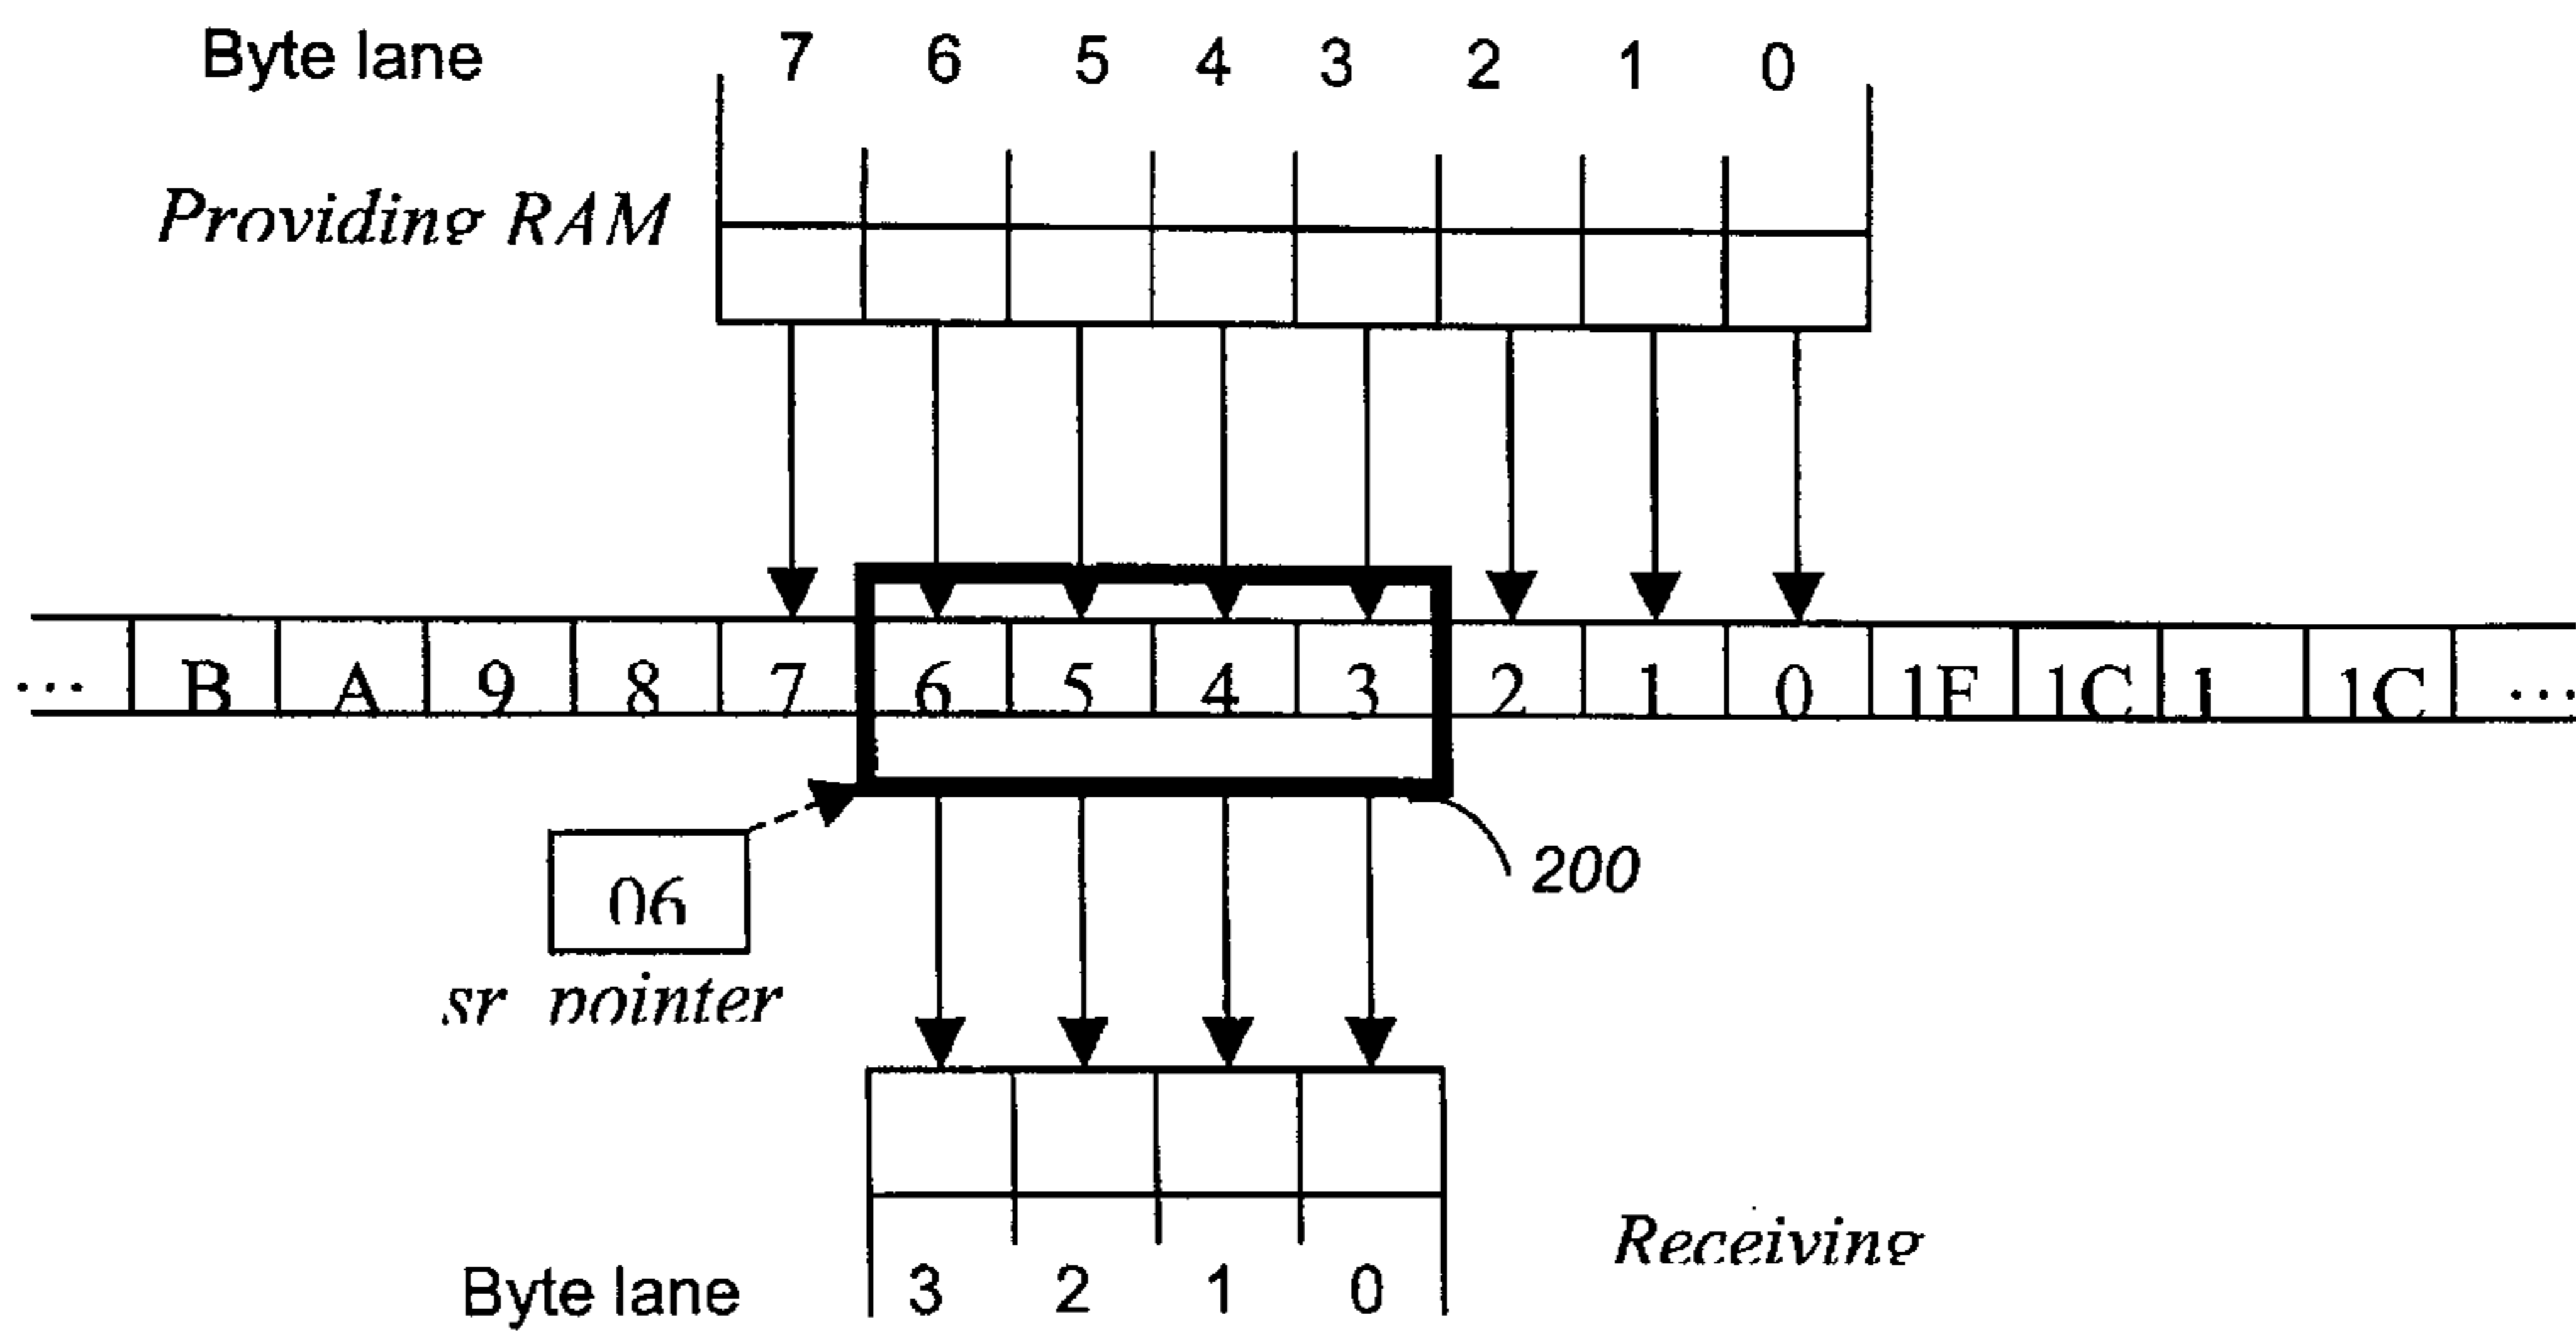 Byte lane 7 6 5 4 3 2 1 0
Providing RAM
... B A 9 8 7 6 5 4 3 2 1 0 1F 1C 1 1C ...
06
200
sr pointer
Receiving
Byte lane 3 2 1 0